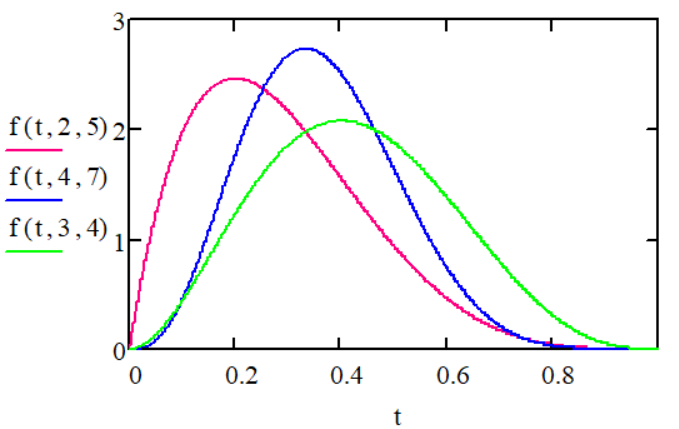 3
f(t,2,5) 2
f(t,4,7)
f(t,3,4)
1
0
0 0.2 0.4 0.6 0.8
t